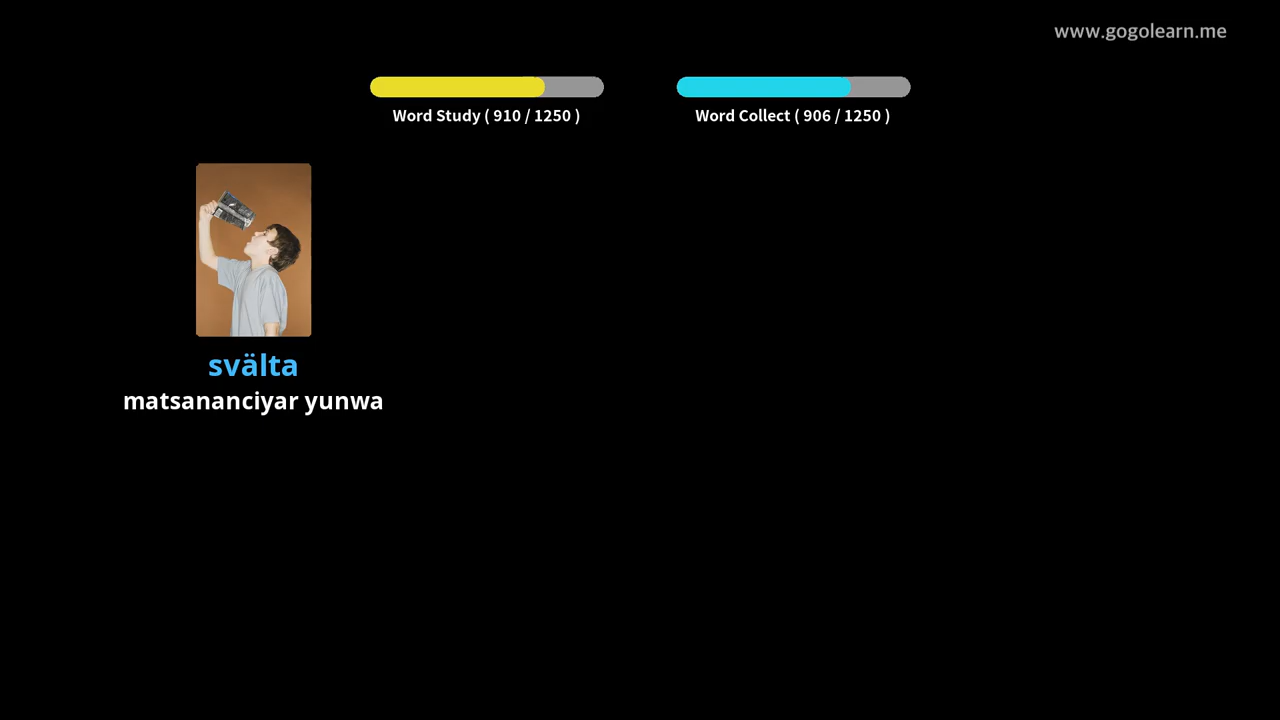 www.gogolearn.me
Word Study ( 910 / 1250 )
Word Collect ( 906 / 1250 )
svälta
matsananciyar yunwa